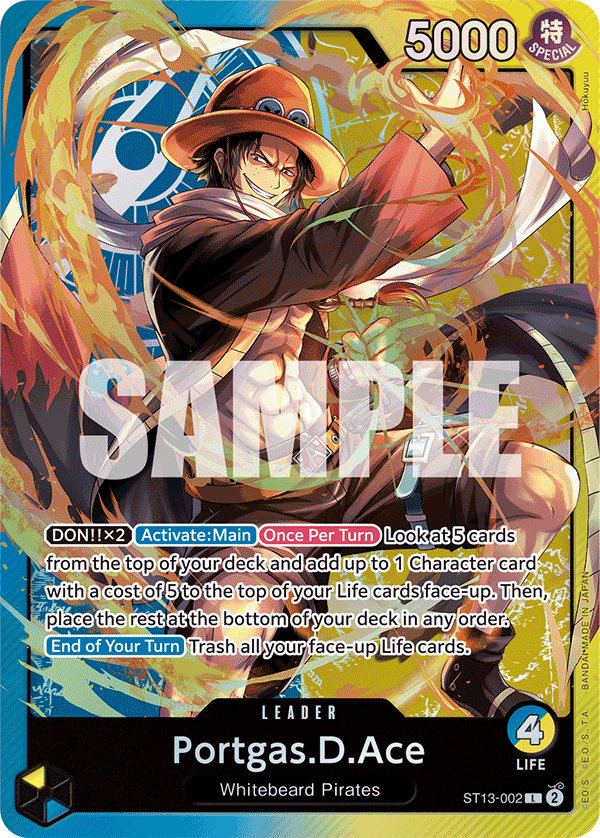 5000
特
SPECIAL
Hokuyuu
SAMPLE
DON!!×2 Activate:Main Once Per Turn Look at 5 cards
from the top of your deck and add up to 1 Character card
with a cost of 5 to the top of your Life cards face-up. Then,
place the rest at the bottom of your deck in any order.
End of Your Turn Trash all your face-up Life cards.
©E.O./S. ©E.O./S., T.A. BANDAI•MADE IN JAPAN
LEADER
4
LIFE
Portgas.D.Ace
Whitebeard Pirates
ST13-002 L 2